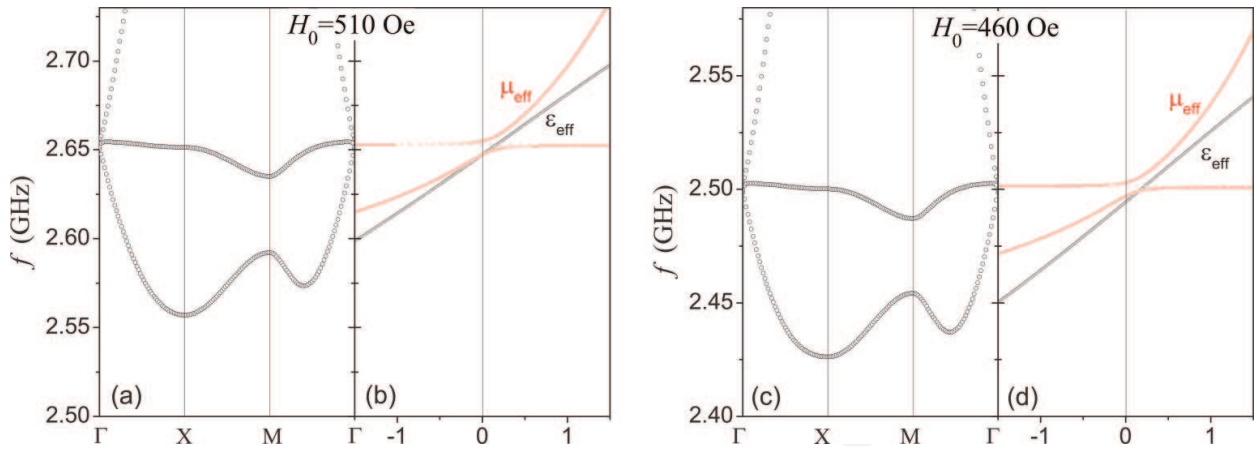 H₀=510 Oe
H₀=460 Oe
f (GHz)
2.70
2.65
2.60
2.55
2.50
μeff
εeff
(a)
(b)
Γ X M Γ
-1 0 1
f (GHz)
2.55
2.50
2.45
2.40
μeff
εeff
(c)
(d)
Γ X M Γ
-1 0 1